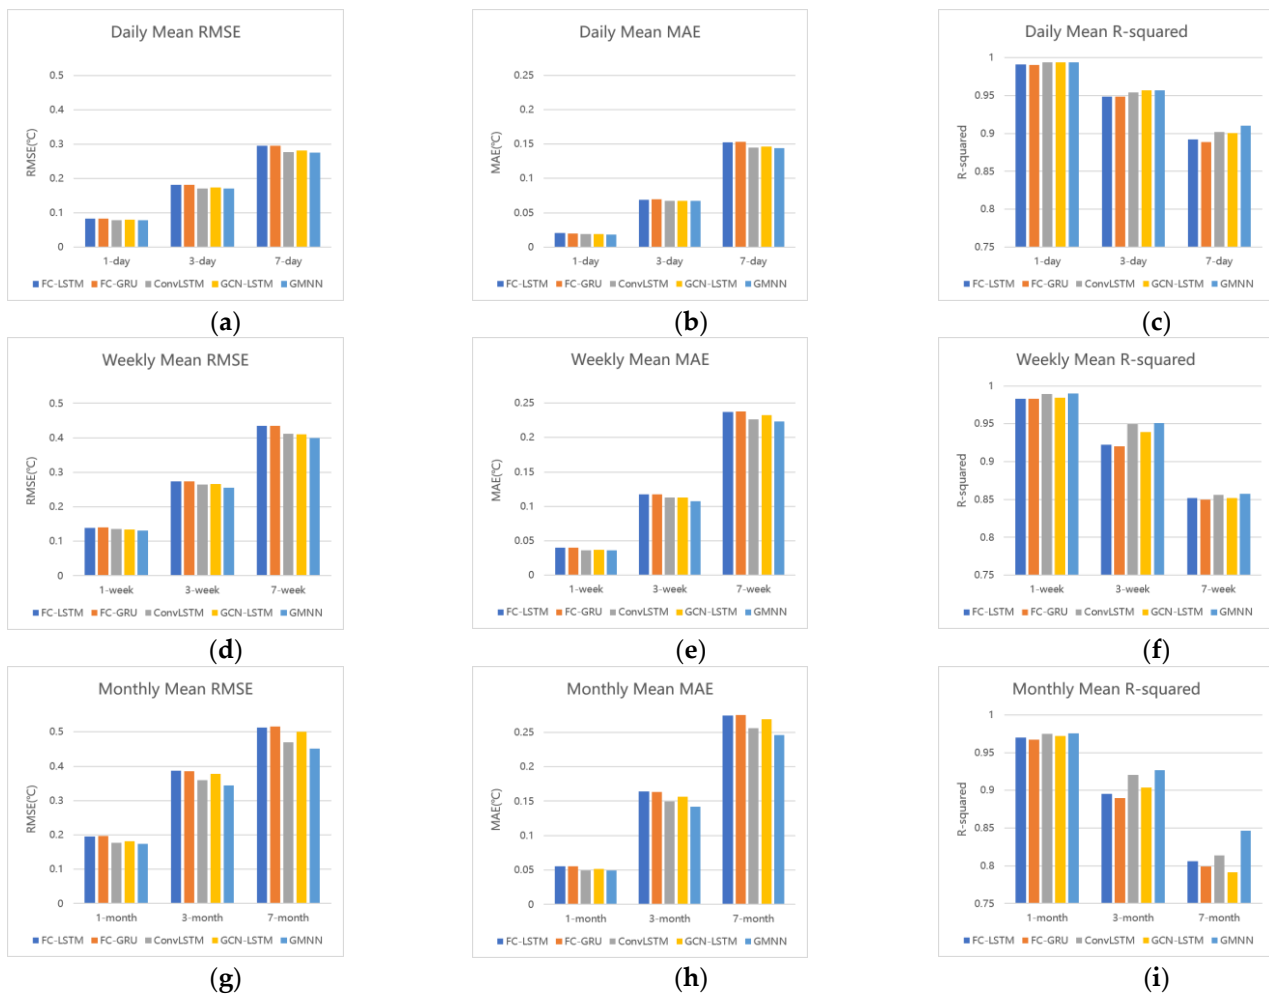 Daily Mean RMSE
RMSE(℃)
0.5
0.4
0.3
0.2
0.1
0
1-day 3-day 7-day
FC-LSTM FC-GRU ConvLSTM GCN-LSTM GMNN
(a)
Daily Mean MAE
MAE(℃)
0.25
0.2
0.15
0.1
0.05
0
1-day 3-day 7-day
FC-LSTM FC-GRU ConvLSTM GCN-LSTM GMNN
(b)
Daily Mean R-squared
R-squared
1
0.95
0.9
0.85
0.8
0.75
1-day 3-day 7-day
FC-LSTM FC-GRU ConvLSTM GCN-LSTM GMNN
(c)
Weekly Mean RMSE
RMSE(℃)
0.5
0.4
0.3
0.2
0.1
0
1-week 3-week 7-week
FC-LSTM FC-GRU ConvLSTM GCN-LSTM GMNN
(d)
Weekly Mean MAE
MAE(℃)
0.25
0.2
0.15
0.1
0.05
0
1-week 3-week 7-week
FC-LSTM FC-GRU ConvLSTM GCN-LSTM GMNN
(e)
Weekly Mean R-squared
R-squared
1
0.95
0.9
0.85
0.8
0.75
1-week 3-week 7-week
FC-LSTM FC-GRU ConvLSTM GCN-LSTM GMNN
(f)
Monthly Mean RMSE
RMSE(℃)
0.5
0.4
0.3
0.2
0.1
0
1-month 3-month 7-month
FC-LSTM FC-GRU ConvLSTM GCN-LSTM GMNN
(g)
Monthly Mean MAE
MAE(℃)
0.25
0.2
0.15
0.1
0.05
0
1-month 3-month 7-month
FC-LSTM FC-GRU ConvLSTM GCN-LSTM GMNN
(h)
Monthly Mean R-squared
R-squared
1
0.95
0.9
0.85
0.8
0.75
1-month 3-month 7-month
FC-LSTM FC-GRU ConvLSTM GCN-LSTM GMNN
(i)